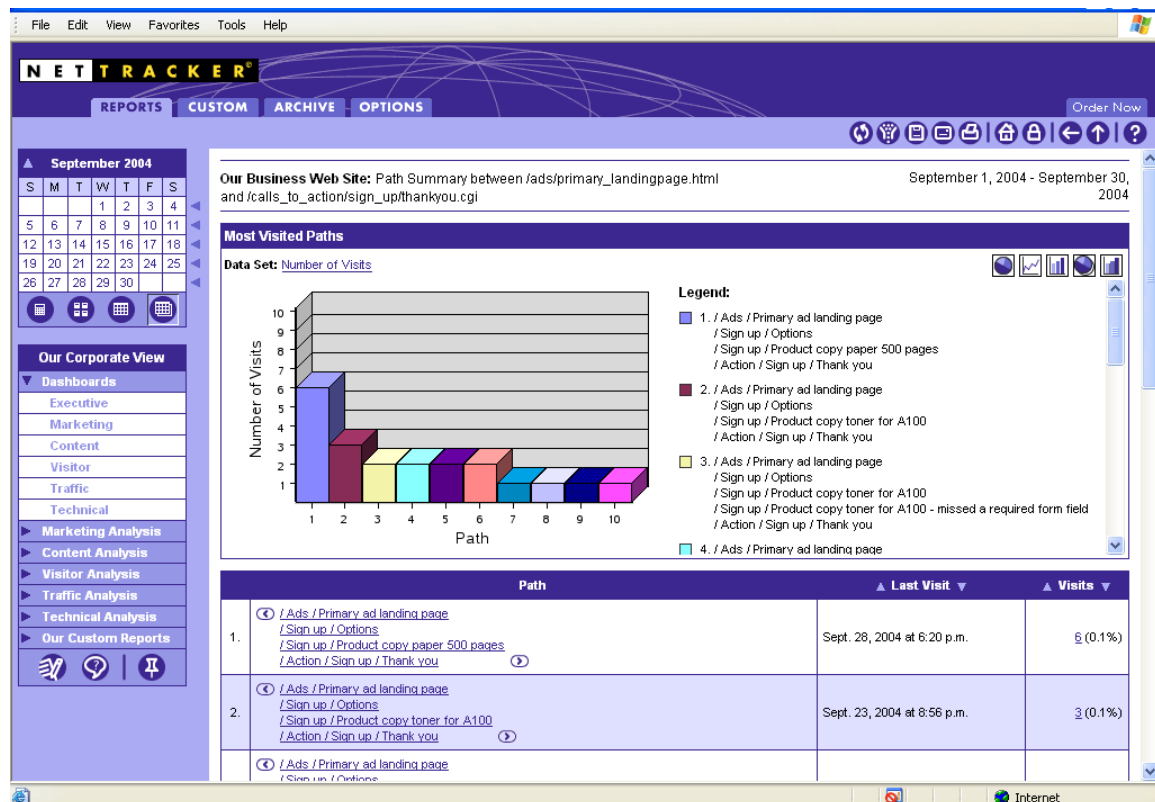 File Edit View Favorites Tools Help
NETTRACKER®
REPORTS CUSTOM ARCHIVE OPTIONS Order Now
September 2004
S M T W T F S
1 2 3 4
5 6 7 8 9 10 11
12 13 14 15 16 17 18
19 20 21 22 23 24 25
26 27 28 29 30
Our Corporate View
Dashboards
Executive
Marketing
Content
Visitor
Traffic
Technical
Marketing Analysis
Content Analysis
Visitor Analysis
Traffic Analysis
Technical Analysis
Our Custom Reports
Our Business Web Site: Path Summary between /ads/primary_landingpage.html
and /calls_to_action/sign_up/thankyou.cgi
September 1, 2004 - September 30,
2004
Most Visited Paths
Data Set: Number of Visits
Number of Visits
10
9
8
7
6
5
4
3
2
1
1 2 3 4 5 6 7 8 9 10
Path
Legend:
1. / Ads / Primary ad landing page
/ Sign up / Options
/ Sign up / Product copy paper 500 pages
/ Action / Sign up / Thank you
2. / Ads / Primary ad landing page
/ Sign up / Options
/ Sign up / Product copy toner for A100
/ Action / Sign up / Thank you
3. / Ads / Primary ad landing page
/ Sign up / Options
/ Sign up / Product copy toner for A100
/ Sign up / Product copy toner for A100 - missed a required form field
/ Action / Sign up / Thank you
4. / Ads / Primary ad landing page
Path Last Visit Visits
1.
/ Ads / Primary ad landing page
/ Sign up / Options
/ Sign up / Product copy paper 500 pages
/ Action / Sign up / Thank you
Sept. 28, 2004 at 6:20 p.m.
6 (0.1%)
2.
/ Ads / Primary ad landing page
/ Sign up / Options
/ Sign up / Product copy toner for A100
/ Action / Sign up / Thank you
Sept. 23, 2004 at 8:56 p.m.
3 (0.1%)
/ Ads / Primary ad landing page
/ Sign up / Options
Internet